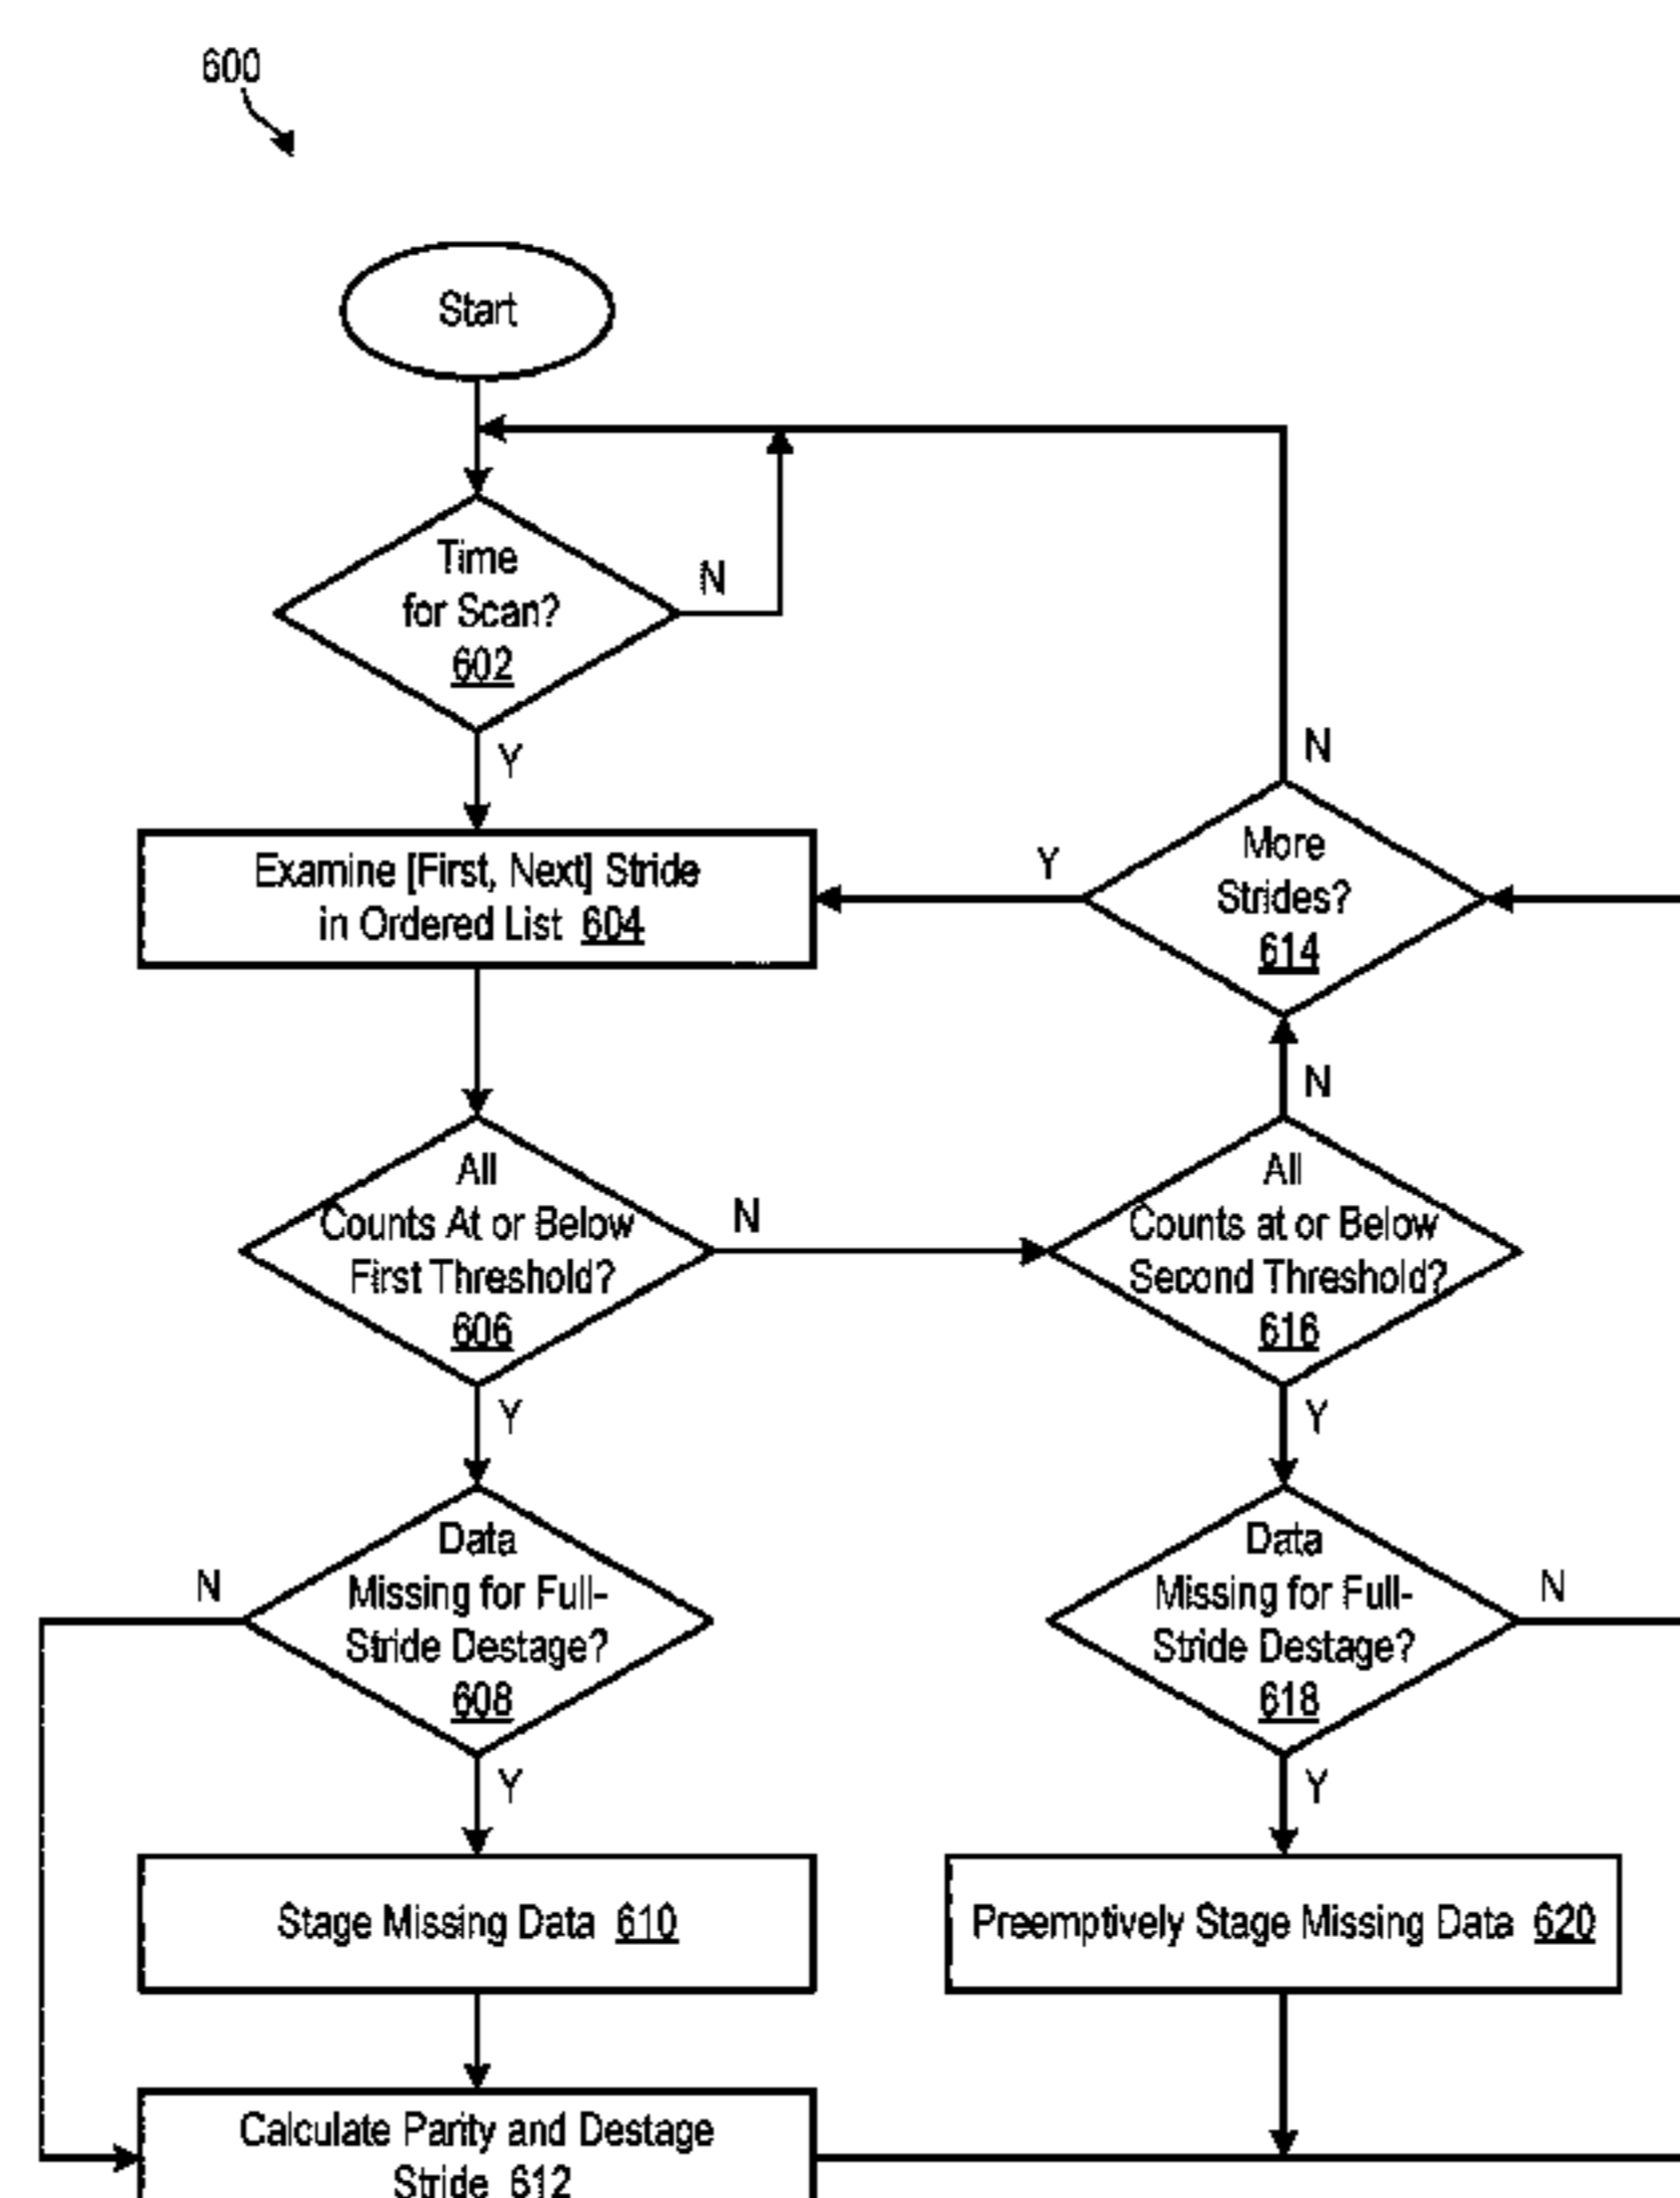 600
Start
Time
for Scan?
602
N
Y
Examine [First, Next] Stride
in Ordered List 604
Y
More
Strides?
614
N
N
All
Counts At or Below
First Threshold?
606
N
Y
All
Counts at or Below
Second Threshold?
616
Y
Data
Missing for Full-
Stride Destage?
608
N
Y
Data
Missing for Full-
Stride Destage?
618
N
Y
Stage Missing Data 610
Preemptively Stage Missing Data 620
Calculate Parity and Destage
Stride 612